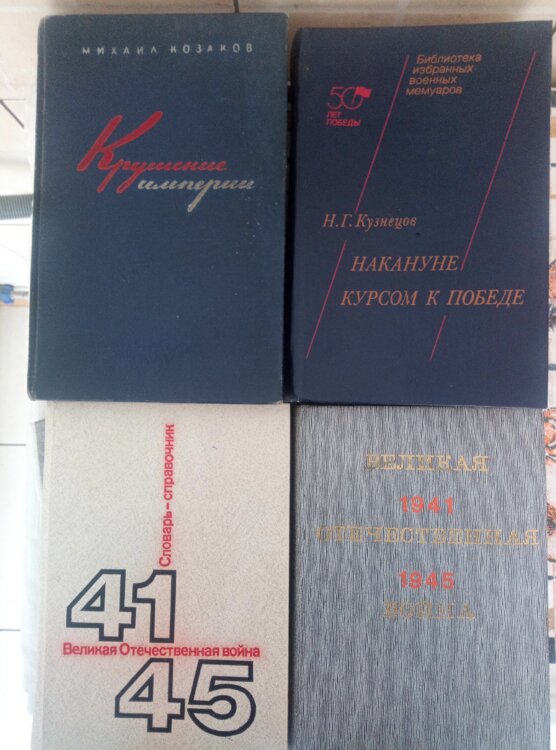 МИХАИЛ КОЗАКОВ
Крушение
империи
Библиотека
избранных
военных
мемуаров
50
ЛЕТ
ПОБЕДЫ
Н.Г.Кузнецов
НАКАНУНЕ
КУРСОМ К ПОБЕДЕ
Словарь-справочник
41
Великая Отечественная война
45
ВЕЛИКАЯ
1941
ОТЕЧЕСТВЕННАЯ
1945
ВОЙНА